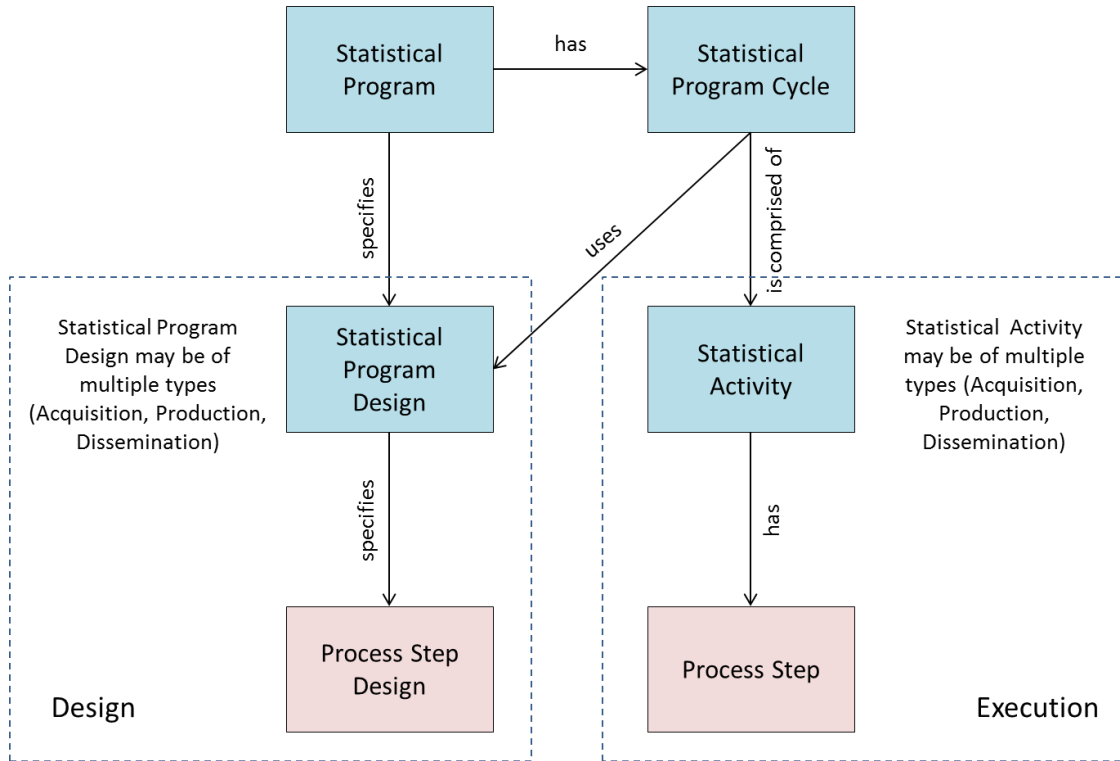 Statistical
Program
has
Statistical
Program Cycle
specifies
uses
is comprised of
Statistical Program
Design may be of
multiple types
(Acquisition, Production,
Dissemination)
Statistical
Program
Design
Statistical
Activity
Statistical Activity
may be of multiple
types (Acquisition,
Production,
Dissemination)
specifies
has
Process Step
Design
Process Step
Design
Execution